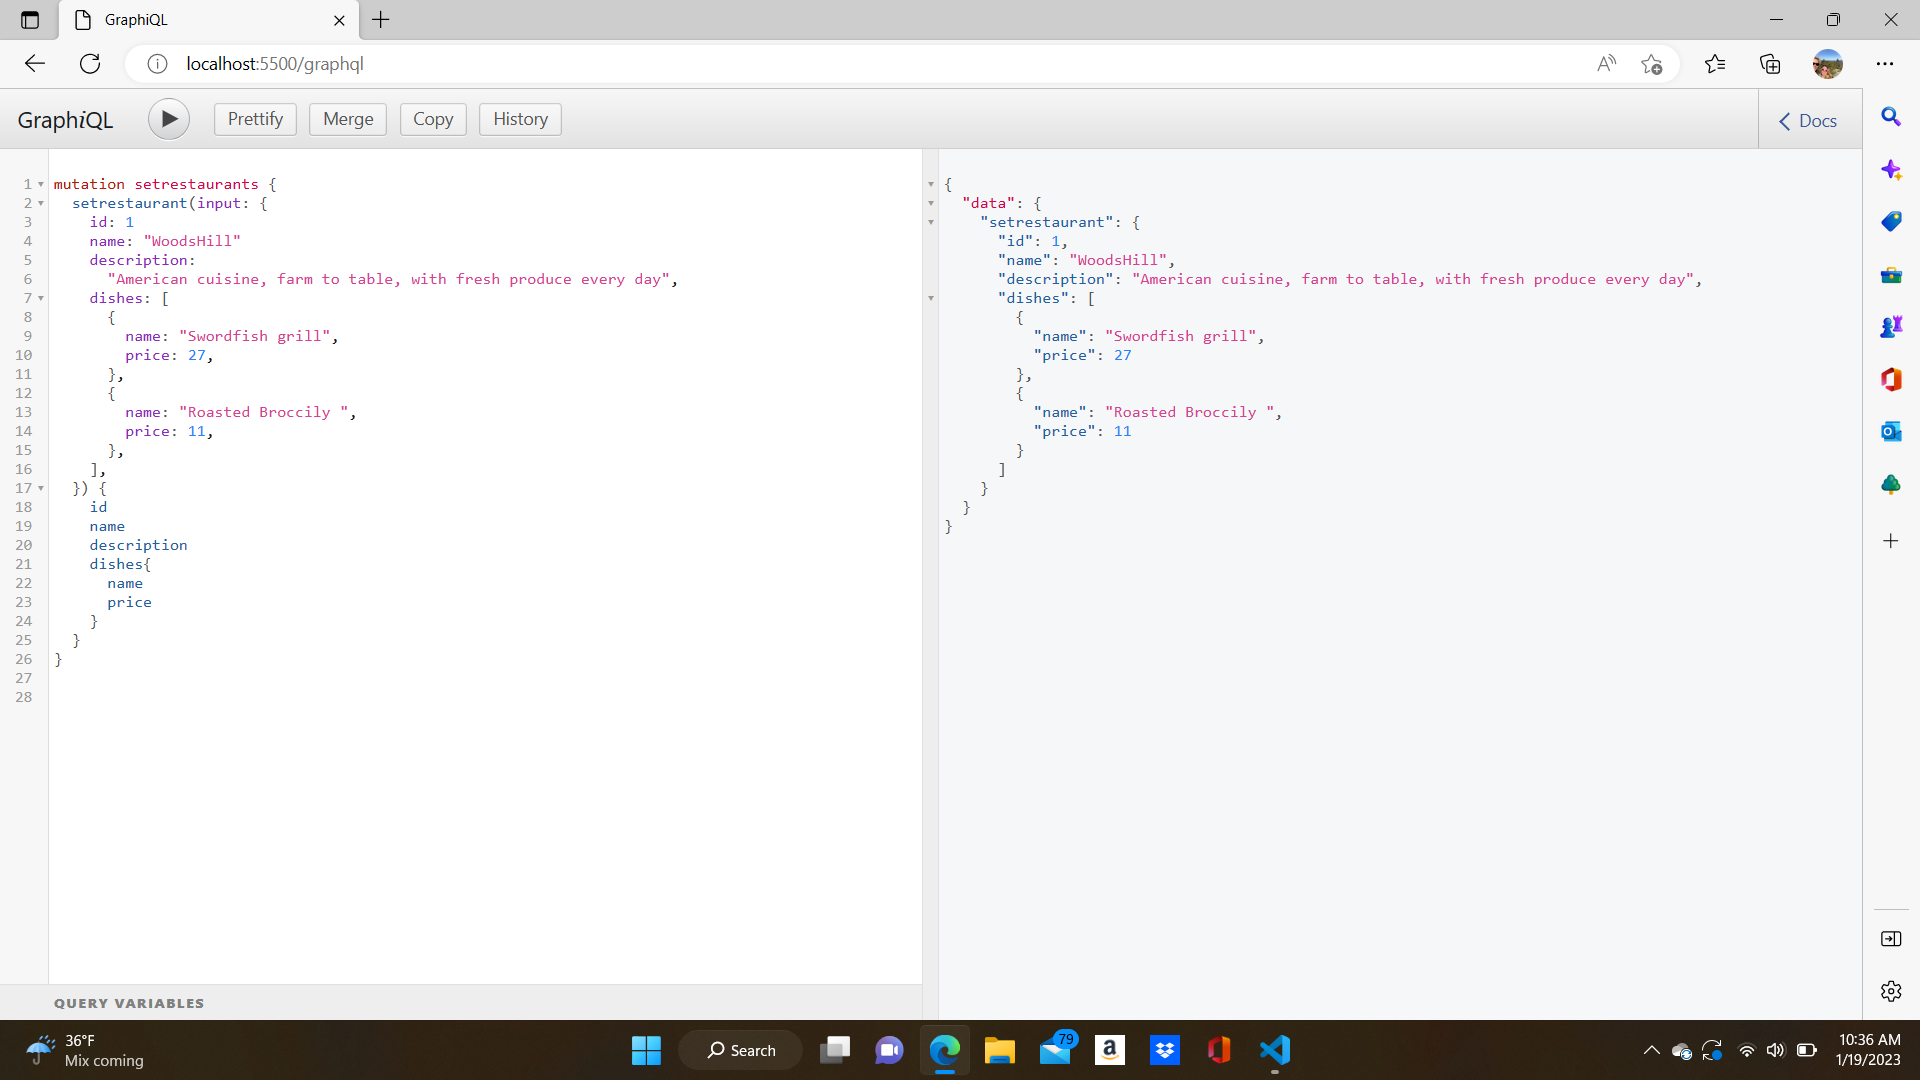 GraphiQL
localhost:5500/graphql
GraphiQL
Prettify
Merge
Copy
History
Docs
1 mutation setrestaurants {
2 setrestaurant(input: {
3 id: 1
4 name: "WoodsHill"
5 description:
6 "American cuisine, farm to table, with fresh produce every day",
7 dishes: [
8 {
9 name: "Swordfish grill",
10 price: 27,
11 },
12 {
13 name: "Roasted Broccily ",
14 price: 11,
15 },
16 ],
17 }) {
18 id
19 name
20 description
21 dishes{
22 name
23 price
24 }
25 }
26 }
27
28
{
"data": {
"setrestaurant": {
"id": 1,
"name": "WoodsHill",
"description": "American cuisine, farm to table, with fresh produce every day",
"dishes": [
{
"name": "Swordfish grill",
"price": 27
},
{
"name": "Roasted Broccily ",
"price": 11
}
]
}
}
}
QUERY VARIABLES
36°F
Mix coming
Search
79
a
10:36 AM
1/19/2023